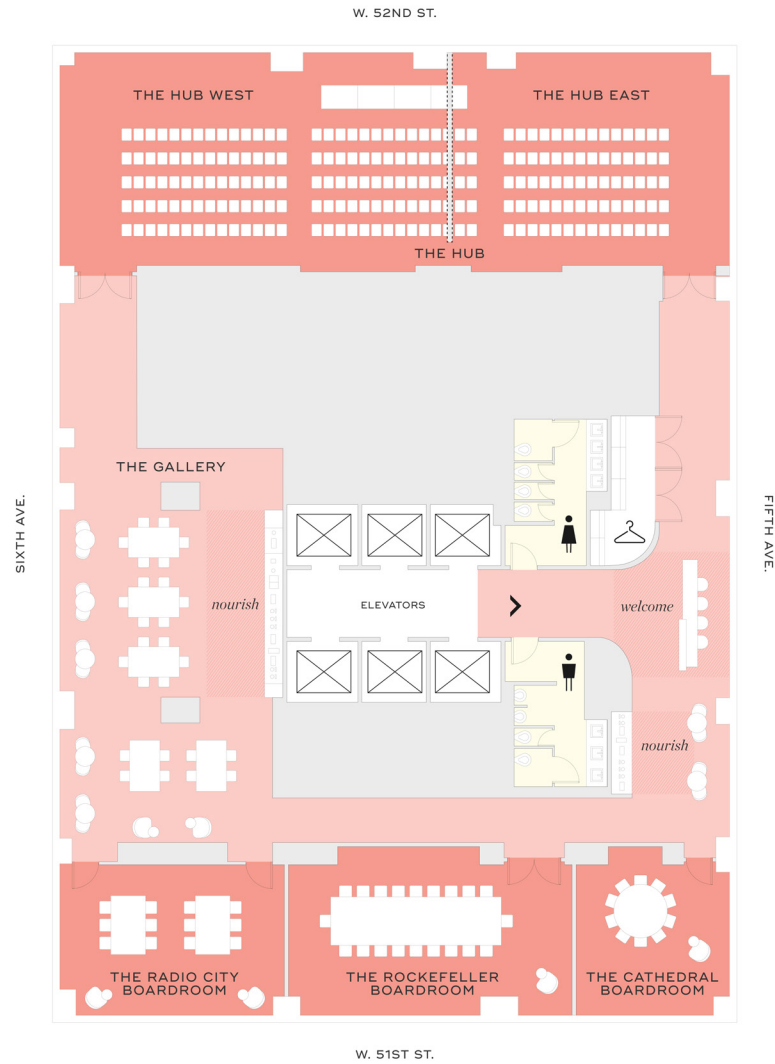 W. 52ND ST.
THE HUB WEST
THE HUB EAST
THE HUB
THE GALLERY
SIXTH AVE.
FIFTH AVE.
nourish
ELEVATORS
welcome
nourish
THE RADIO CITY
BOARDROOM
THE ROCKEFELLER
BOARDROOM
THE CATHEDRAL
BOARDROOM
W. 51ST ST.